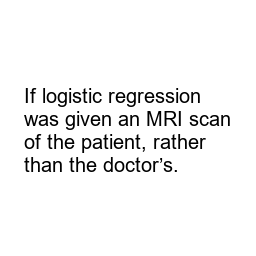 If logistic regression
was given an MRI scan
of the patient, rather
than the doctor’s.